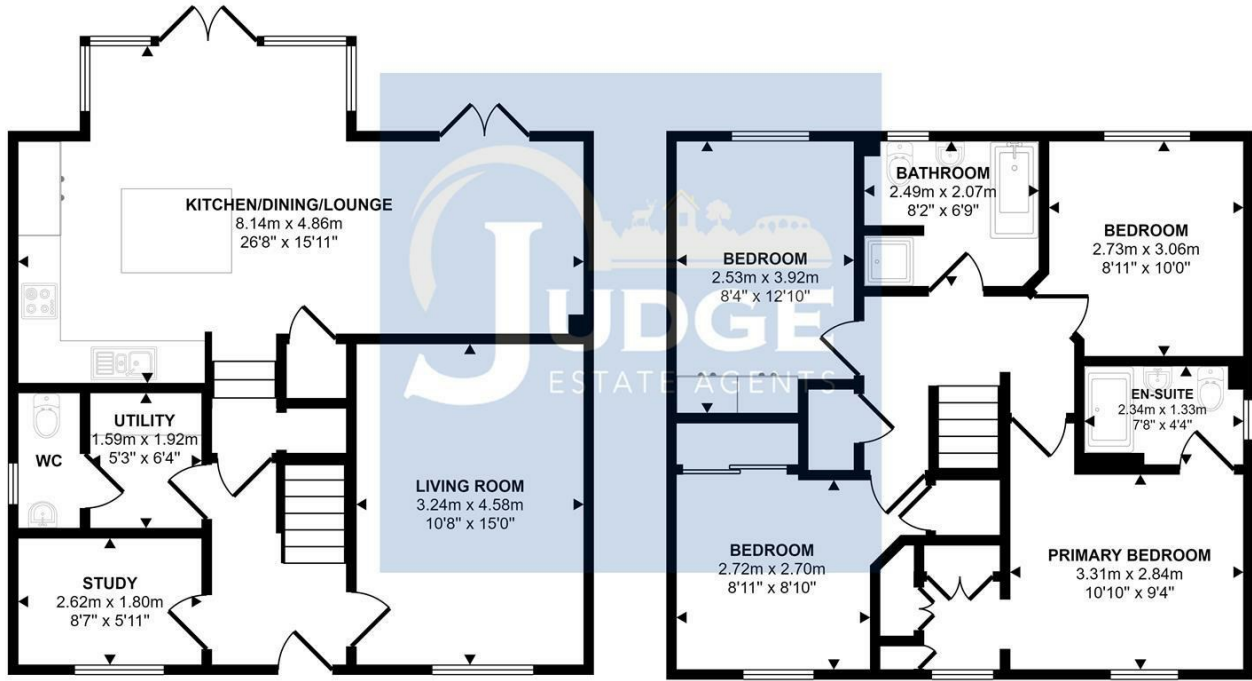 KITCHEN/DINING/LOUNGE
8.14m x 4.86m
26'8" x 15'11"
UTILITY
1.59m x 1.92m
5'3" x 6'4"
WC
STUDY
2.62m x 1.80m
8'7" x 5'11"
LIVING ROOM
3.24m x 4.58m
10'8" x 15'0"
JUDGE
ESTATE AGENTS
BEDROOM
2.53m x 3.92m
8'4" x 12'10"
BATHROOM
2.49m x 2.07m
8'2" x 6'9"
BEDROOM
2.73m x 3.06m
8'11" x 10'0"
EN-SUITE
2.34m x 1.33m
7'8" x 4'4"
BEDROOM
2.72m x 2.70m
8'11" x 8'10"
PRIMARY BEDROOM
3.31m x 2.84m
10'10" x 9'4"